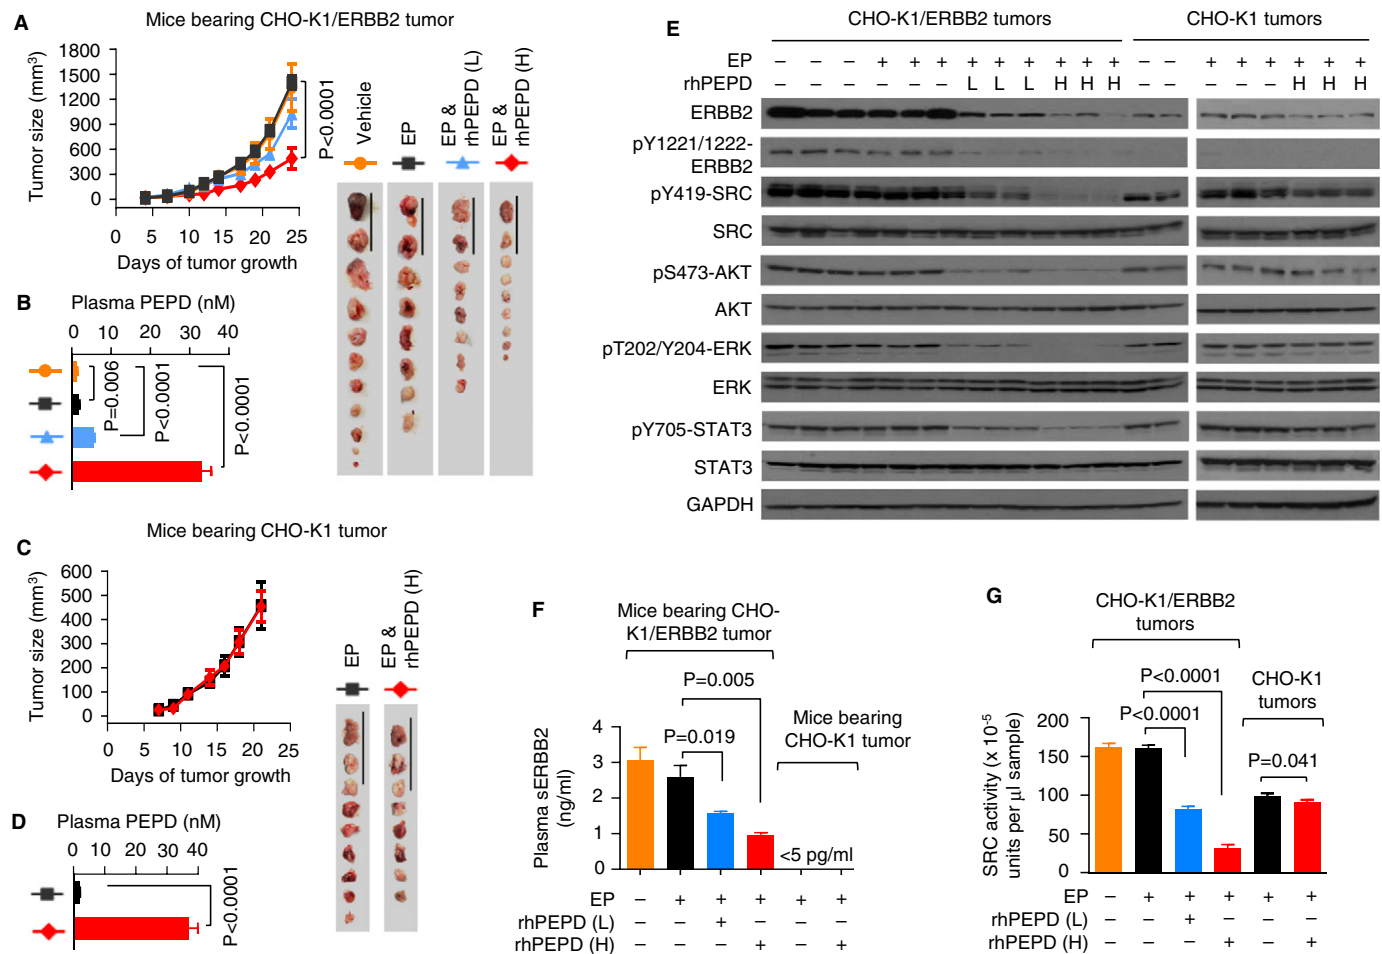 A
Mice bearing CHO-K1/ERBB2 tumor
Tumor size (mm3)
1800
1500
1200
900
600
300
0
0 5 10 15 20 25
Days of tumor growth
P<0.0001
Vehicle
EP
EP &
rhPEPD (L)
EP &
rhPEPD (H)
B
Plasma PEPD (nM)
0 10 20 30 40
P=0.006
P<0.0001
P<0.0001
C
Mice bearing CHO-K1 tumor
Tumor size (mm3)
600
500
400
300
200
100
0
0 5 10 15 20 25
Days of tumor growth
EP
EP &
rhPEPD (H)
D
Plasma PEPD (nM)
0 10 20 30 40
P<0.0001
E
CHO-K1/ERBB2 tumors CHO-K1 tumors
EP – – – + + + + + + + + + – – + + + + + +
rhPEPD – – – – – – L L L H H H – – – – – H H H
ERBB2
pY1221/1222-
ERBB2
pY419-SRC
SRC
pS473-AKT
AKT
pT202/Y204-ERK
ERK
pY705-STAT3
STAT3
GAPDH
F
Mice bearing CHO-
K1/ERBB2 tumor
P=0.005
P=0.019
Mice bearing
CHO-K1 tumor
Plasma sERBB2
(ng/ml)
4
3
2
1
0
<5 pg/ml
EP – + + + + +
rhPEPD (L) – – + – – –
rhPEPD (H) – – – + – +
G
CHO-K1/ERBB2
tumors
P<0.0001
P<0.0001
CHO-K1
tumors
P=0.041
SRC activity (x 10-5
units per µl sample)
200
150
100
50
0
EP – + + + + +
rhPEPD (L) – – + – – –
rhPEPD (H) – – – + – +